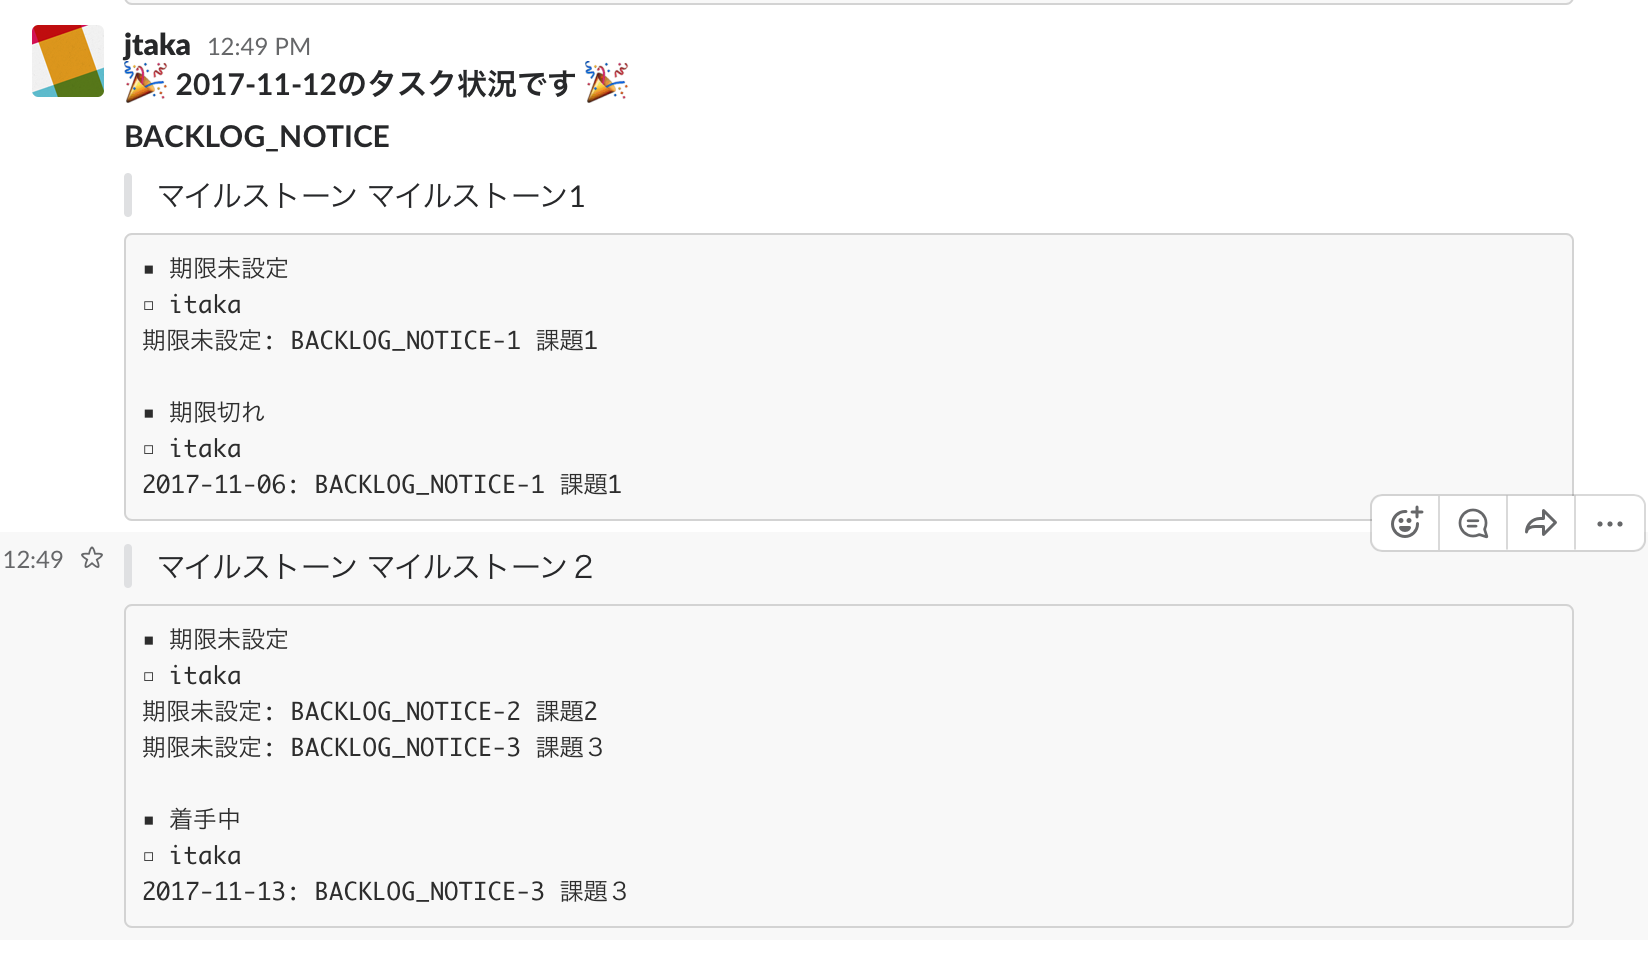 jtaka 12:49 PM
🎉 2017-11-12のタスク状況です 🎉
BACKLOG_NOTICE
マイルストーン マイルストーン1
▪ 期限未設定
▫ itaka
期限未設定: BACKLOG_NOTICE-1 課題1
▪ 期限切れ
▫ itaka
2017-11-06: BACKLOG_NOTICE-1 課題1
12:49 ☆ マイルストーン マイルストーン２
▪ 期限未設定
▫ itaka
期限未設定: BACKLOG_NOTICE-2 課題2
期限未設定: BACKLOG_NOTICE-3 課題３
▪ 着手中
▫ itaka
2017-11-13: BACKLOG_NOTICE-3 課題３